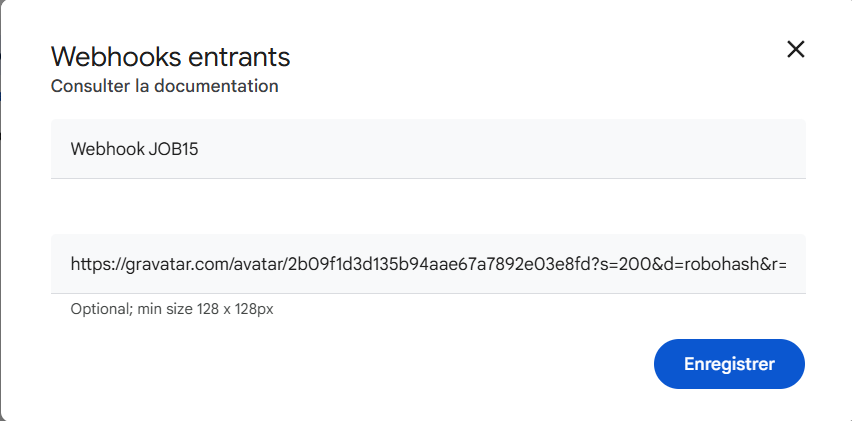 Webhooks entrants
Consulter la documentation
Webhook JOB15
https://gravatar.com/avatar/2b09f1d3d135b94aae67a7892e03e8fd?s=200&d=robohash&r=
Optional; min size 128 x 128px
Enregistrer